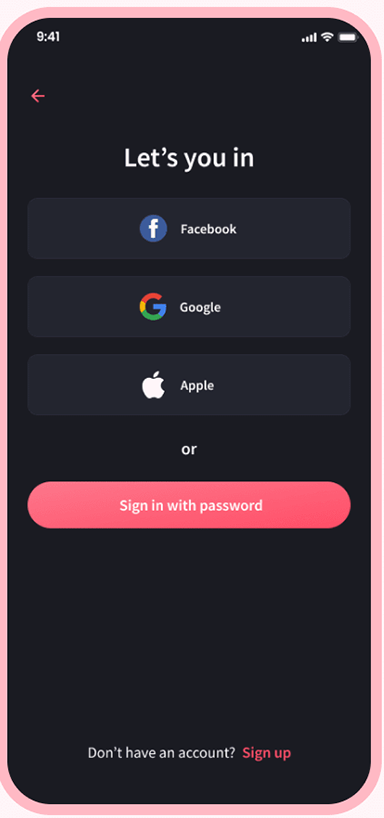 9:41
Let’s you in
Facebook
Google
Apple
or
Sign in with password
Don’t have an account? Sign up